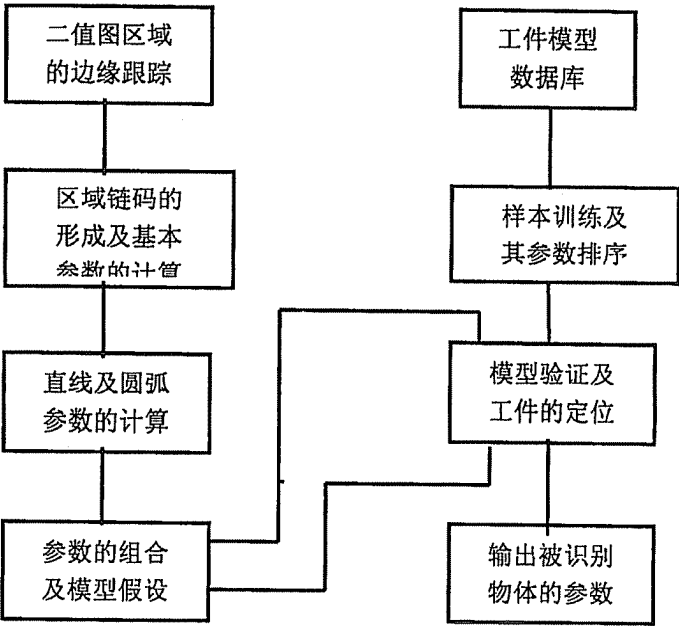 二值图区域
的边缘跟踪
区域链码的
形成及基本
参数的计算
直线及圆弧
参数的计算
参数的组合
及模型假设
工件模型
数据库
样本训练及
其参数排序
模型验证及
工件的定位
输出被识别
物体的参数